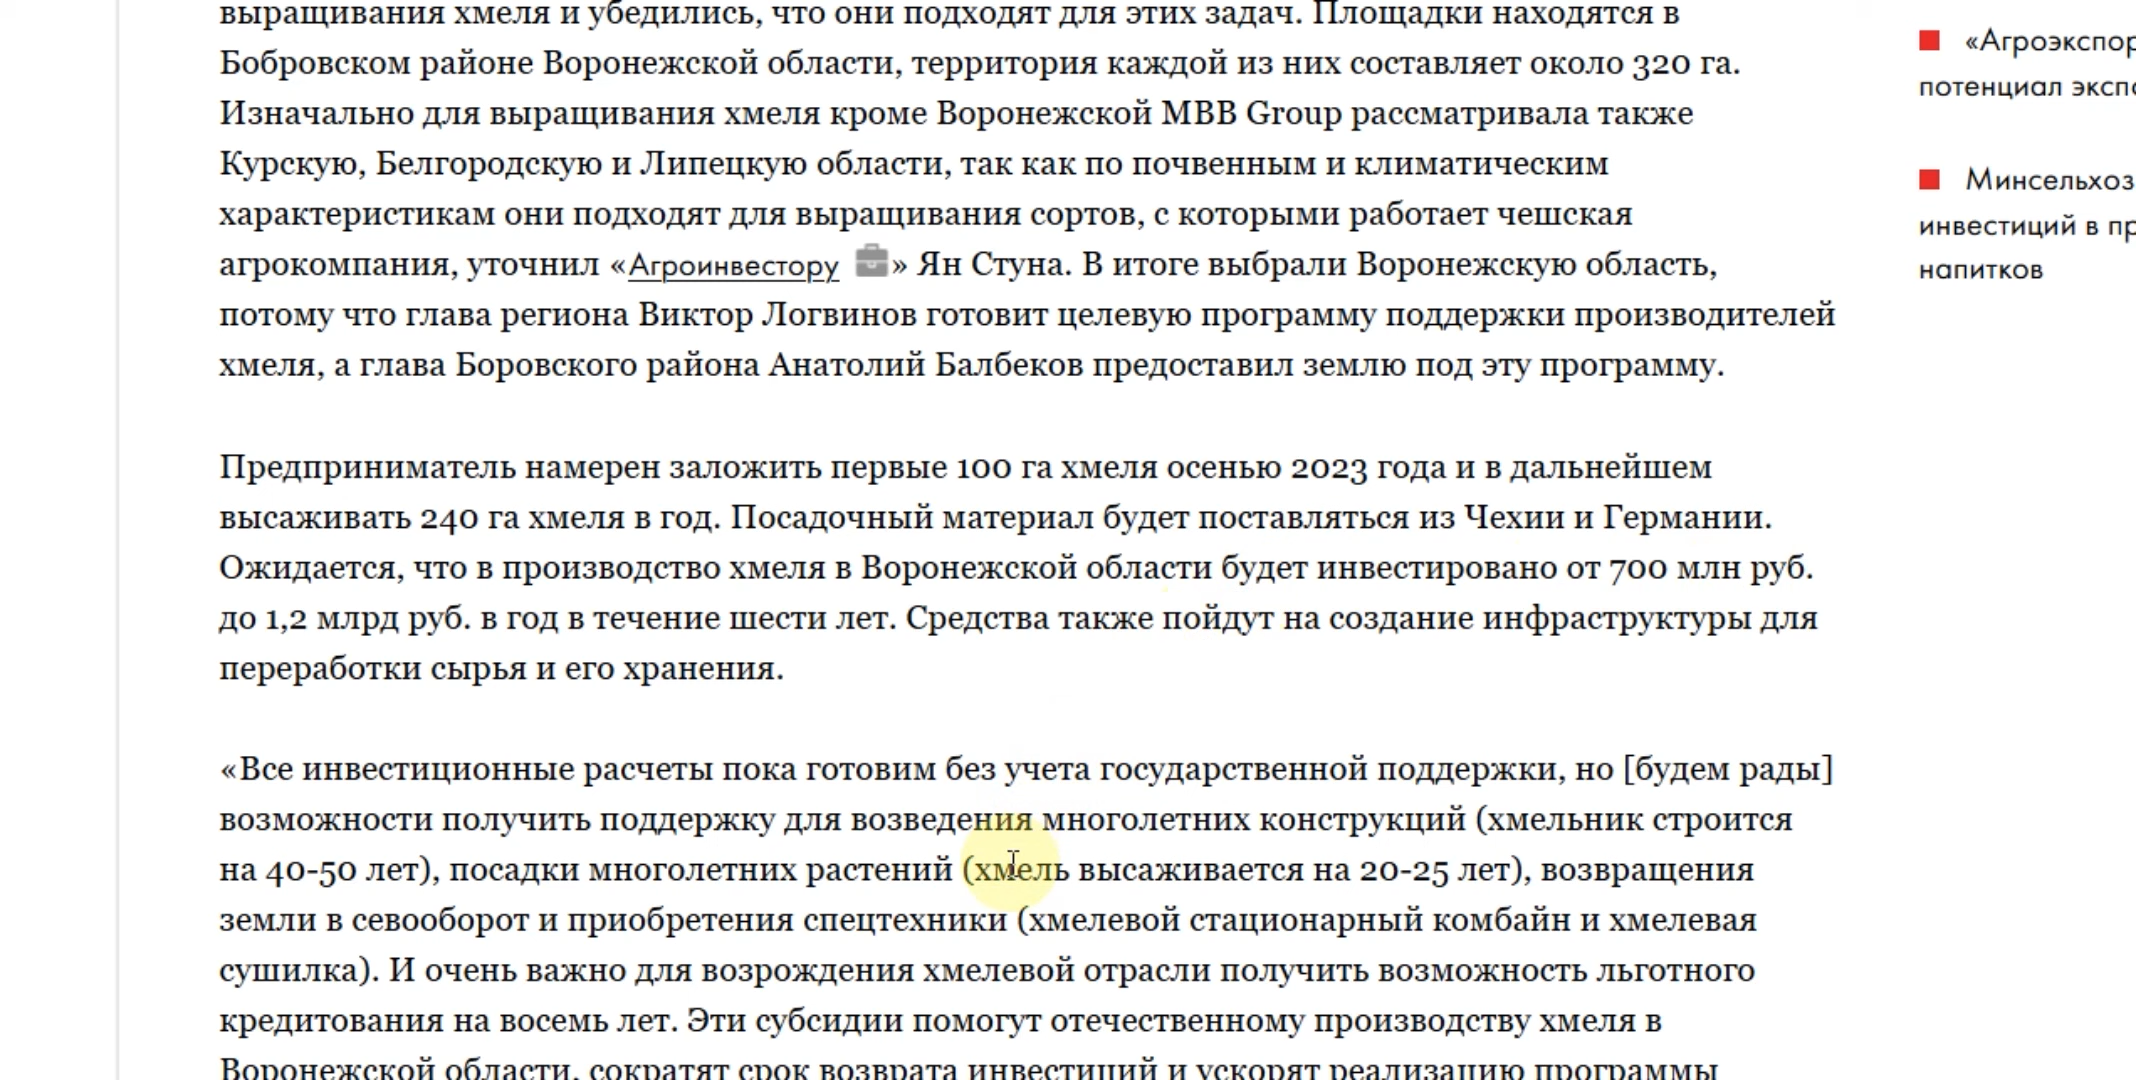 выращивания хмеля и убедились, что они подходят для этих задач. Площадки находятся в
Бобровском районе Воронежской области, территория каждой из них составляет около 320 га.
Изначально для выращивания хмеля кроме Воронежской MBB Group рассматривала также
Курскую, Белгородскую и Липецкую области, так как по почвенным и климатическим
характеристикам они подходят для выращивания сортов, с которыми работает чешская
агрокомпания, уточнил «Агроинвестору » Ян Стуна. В итоге выбрали Воронежскую область,
потому что глава региона Виктор Логвинов готовит целевую программу поддержки производителей
хмеля, а глава Боровского района Анатолий Балбеков предоставил землю под эту программу.
Предприниматель намерен заложить первые 100 га хмеля осенью 2023 года и в дальнейшем
высаживать 240 га хмеля в год. Посадочный материал будет поставляться из Чехии и Германии.
Ожидается, что в производство хмеля в Воронежской области будет инвестировано от 700 млн руб.
до 1,2 млрд руб. в год в течение шести лет. Средства также пойдут на создание инфраструктуры для
переработки сырья и его хранения.
«Все инвестиционные расчеты пока готовим без учета государственной поддержки, но [будем рады]
возможности получить поддержку для возведения многолетних конструкций (хмельник строится
на 40-50 лет), посадки многолетних растений (хмель высаживается на 20-25 лет), возвращения
земли в севооборот и приобретения спецтехники (хмелевой стационарный комбайн и хмелевая
сушилка). И очень важно для возрождения хмелевой отрасли получить возможность льготного
кредитования на восемь лет. Эти субсидии помогут отечественному производству хмеля в
Воронежской области, сократят срок возврата инвестиций и ускорят реализацию программы
«Агроэкспор
потенциал эксп
Минсельхоз
инвестиций в пр
напитков